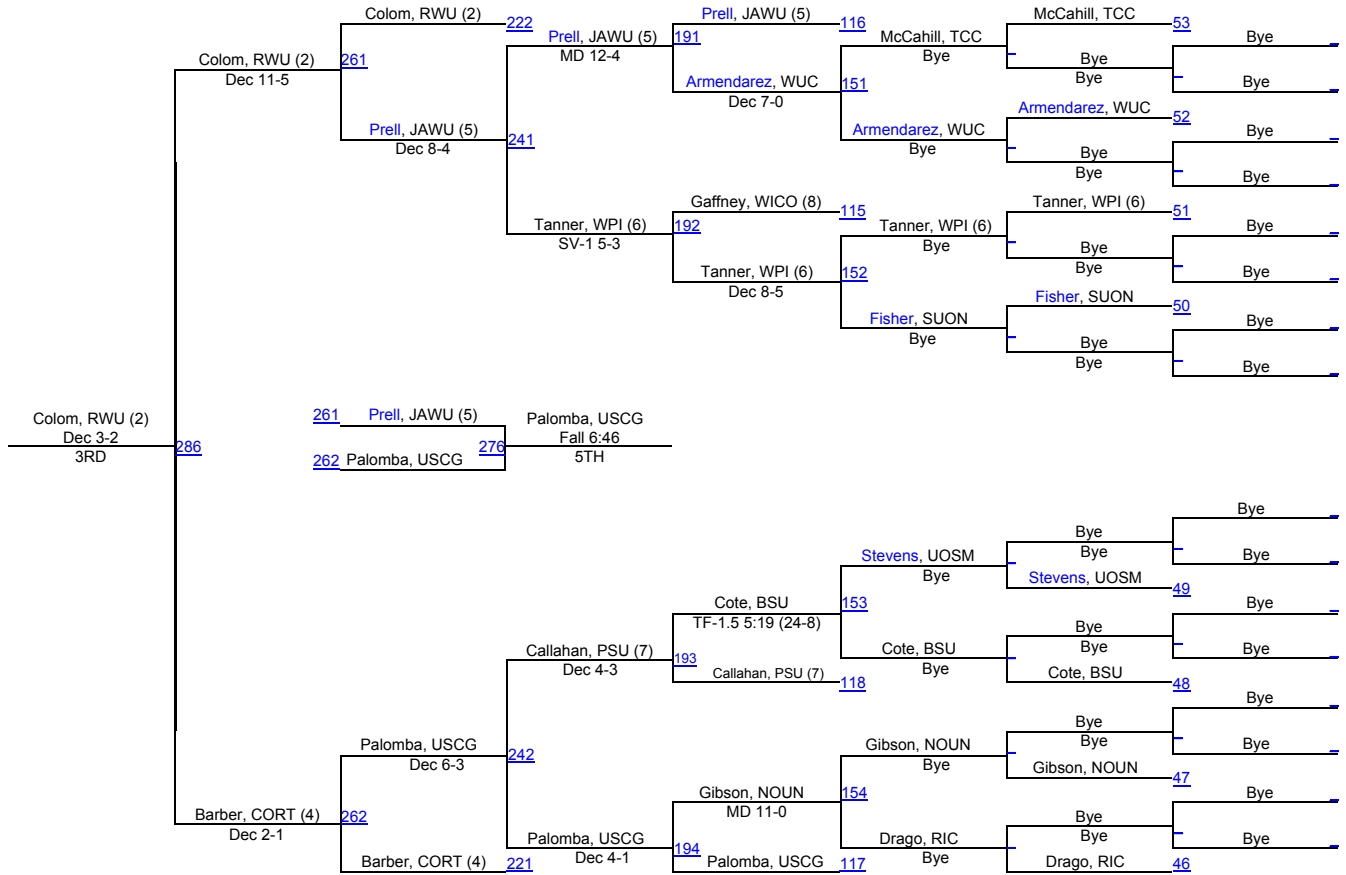 Colom, RWU (2) 222 Prell, JAWU (5) 116 McCahill, TCC 53
Prell, JAWU (5) 191 McCahill, TCC Bye
MD 12-4 Bye
Colom, RWU (2) 261 Bye
Dec 11-5 Armendarez, WUC 151 Bye Bye
Dec 7-0
Armendarez, WUC 52
Prell, JAWU (5) 241 Armendarez, WUC Bye
Dec 8-4 Bye Bye
Bye Bye
Gaffney, WICO (8) 115 Tanner, WPI (6) 51
Tanner, WPI (6) 192 Tanner, WPI (6) Bye
SV-1 5-3 Bye Bye
Tanner, WPI (6) 152 Bye Bye
Dec 8-5
Fisher, SUON 50
Fisher, SUON Bye
Bye Bye
Bye Bye
Colom, RWU (2) 261 Prell, JAWU (5) Palomba, USCG
Dec 3-2 Fall 6:46
3RD 286 276 5TH
262 Palomba, USCG
Bye
Bye
Stevens, UOSM Bye Bye
Bye Stevens, UOSM 49
Cote, BSU 153 Bye
TF-1.5 5:19 (24-8) Bye
Callahan, PSU (7) 193 Cote, BSU Bye Bye
Dec 4-3 Bye
Callahan, PSU (7) 118 Cote, BSU 48
Bye
Bye
Palomba, USCG 242 Gibson, NOUN Bye Bye
Dec 6-3 Bye Gibson, NOUN 47
Gibson, NOUN 154 Bye
MD 11-0
Barber, CORT (4) 262 Bye
Dec 2-1 Palomba, USCG 194 Drago, RIC Bye Bye
Dec 4-1 Bye
Barber, CORT (4) 221 Palomba, USCG 117 Drago, RIC 46